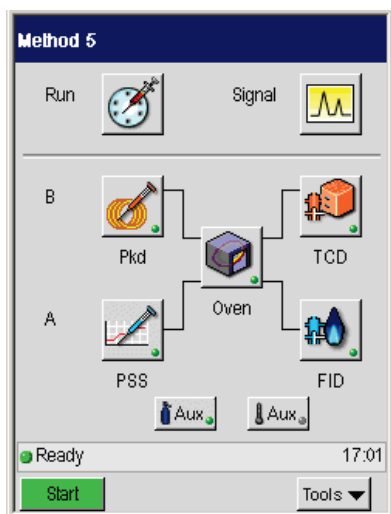 Method 5
Run Signal
B
Pkd TCD
Oven
A
PSS FID
Aux Aux
Ready 17:01
Start Tools